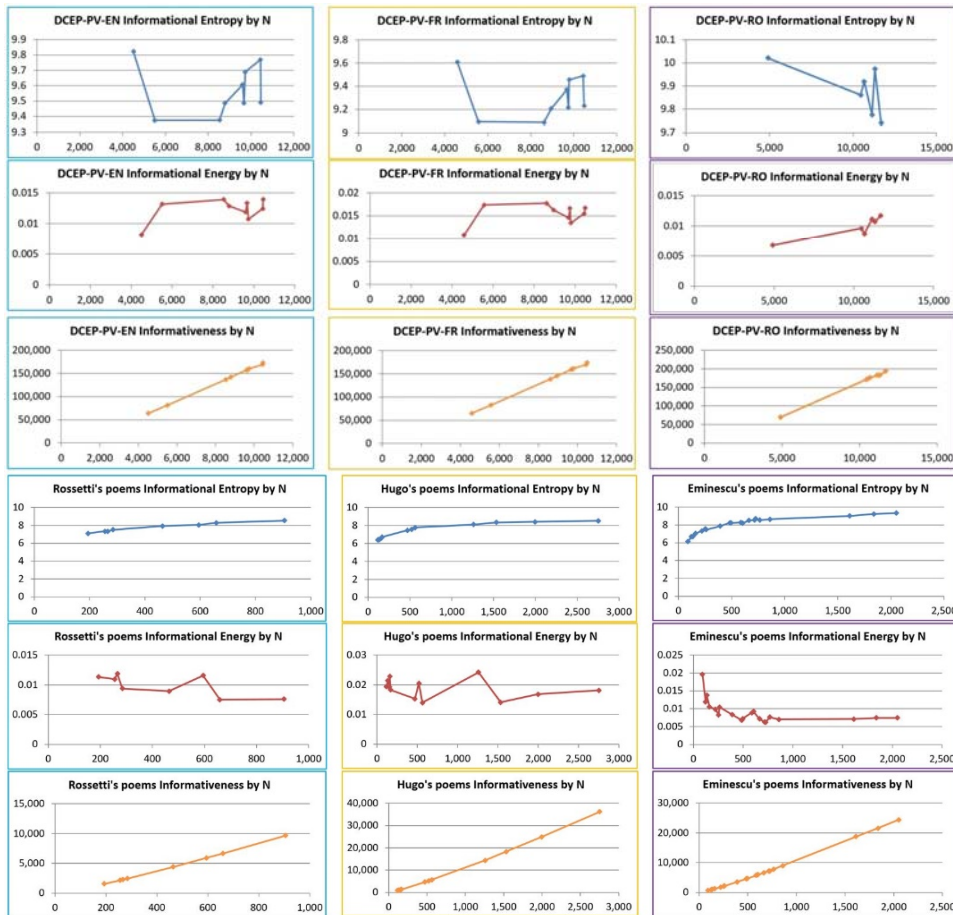 DCEP-PV-EN Informational Entropy by N
9.9
9.8
9.7
9.6
9.5
9.4
9.3
0 2,000 4,000 6,000 8,000 10,000 12,000
DCEP-PV-FR Informational Entropy by N
9.8
9.6
9.4
9.2
9
0 2,000 4,000 6,000 8,000 10,000 12,000
DCEP-PV-RO Informational Entropy by N
10.1
10
9.9
9.8
9.7
0 5,000 10,000 15,000
DCEP-PV-EN Informational Energy by N
0.015
0.01
0.005
0
0 2,000 4,000 6,000 8,000 10,000 12,000
DCEP-PV-FR Informational Energy by N
0.02
0.015
0.01
0.005
0
0 2,000 4,000 6,000 8,000 10,000 12,000
DCEP-PV-RO Informational Energy by N
0.015
0.01
0.005
0
0 5,000 10,000 15,000
DCEP-PV-EN Informativeness by N
200,000
150,000
100,000
50,000
0
0 2,000 4,000 6,000 8,000 10,000 12,000
DCEP-PV-FR Informativeness by N
200,000
150,000
100,000
50,000
0
0 2,000 4,000 6,000 8,000 10,000 12,000
DCEP-PV-RO Informativeness by N
250,000
200,000
150,000
100,000
50,000
0
0 5,000 10,000 15,000
Rossetti's poems Informational Entropy by N
10
8
6
4
2
0
0 200 400 600 800 1,000
Hugo's poems Informational Entropy by N
10
8
6
4
2
0
0 500 1,000 1,500 2,000 2,500 3,000
Eminescu's poems Informational Entropy by N
10
8
6
4
2
0
0 500 1,000 1,500 2,000 2,500
Rossetti's poems Informational Energy by N
0.015
0.01
0.005
0
0 200 400 600 800 1,000
Hugo's poems Informational Energy by N
0.03
0.02
0.01
0
0 500 1,000 1,500 2,000 2,500 3,000
Eminescu's poems Informational Energy by N
0.025
0.02
0.015
0.01
0.005
0
0 500 1,000 1,500 2,000 2,500
Rossetti's poems Informativeness by N
15,000
10,000
5,000
0
0 200 400 600 800 1000
Hugo's poems Informativeness by N
40,000
30,000
20,000
10,000
0
0 500 1,000 1,500 2,000 2,500 3,000
Eminescu's poems Informativeness by N
30,000
20,000
10,000
0
0 500 1,000 1,500 2,000 2,500